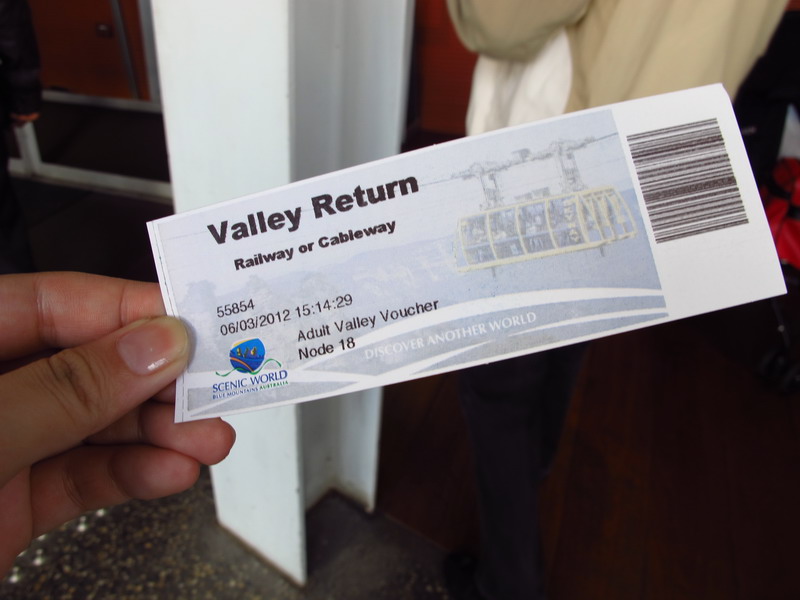 Valley Return
Railway or Cableway
55854
06/03/2012 15:14:29
Adult Valley Voucher
Node 18
DISCOVER ANOTHER WORLD
SCENIC WORLD
BLUE MOUNTAINS AUSTRALIA